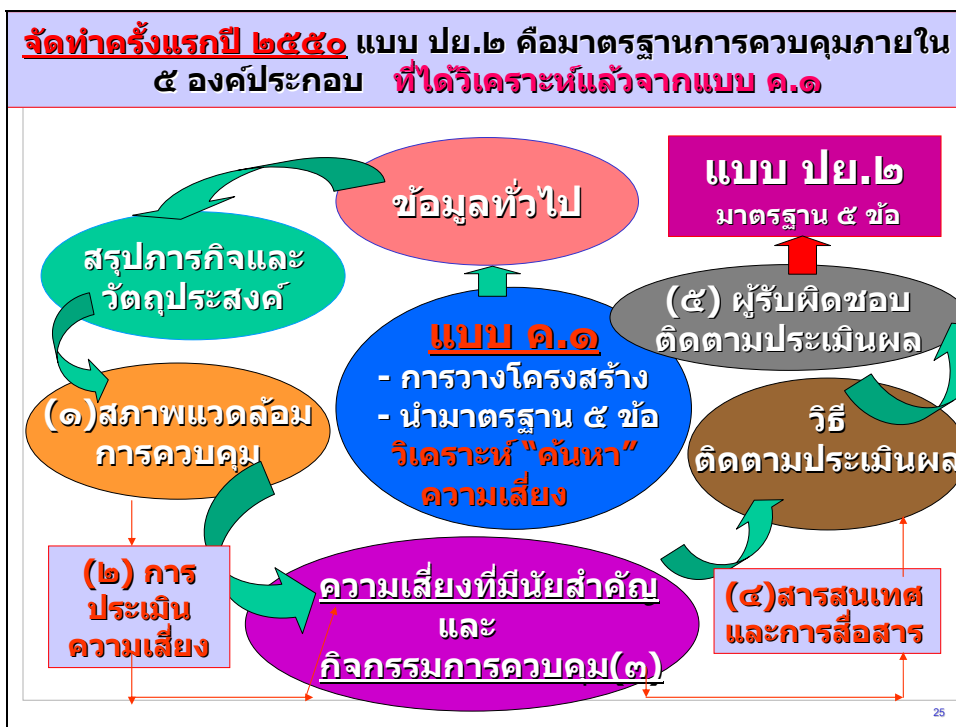 จัดทำครั้งแรกปี ๒๕๕๐ แบบ ปย.๒ คือมาตรฐานการควบคุมภายใน
๕ องค์ประกอบ ที่ได้วิเคราะห์แล้วจากแบบ ค.๑
ข้อมูลทั่วไป
แบบ ปย.๒
มาตรฐาน ๕ ข้อ
สรุปภารกิจและ
วัตถุประสงค์
แบบ ค.๑
- การวางโครงสร้าง
- นำมาตรฐาน ๕ ข้อ
วิเคราะห์ “ค้นหา”
ความเสี่ยง
(๕) ผู้รับผิดชอบ
ติดตามประเมินผล
(๑)สภาพแวดล้อม
การควบคุม
วิธี
ติดตามประเมินผล
(๒) การ
ประเมิน
ความเสี่ยง
ความเสี่ยงที่มีนัยสำคัญ
และ
กิจกรรมการควบคุม(๓)
(๔)สารสนเทศ
และการสื่อสาร
25